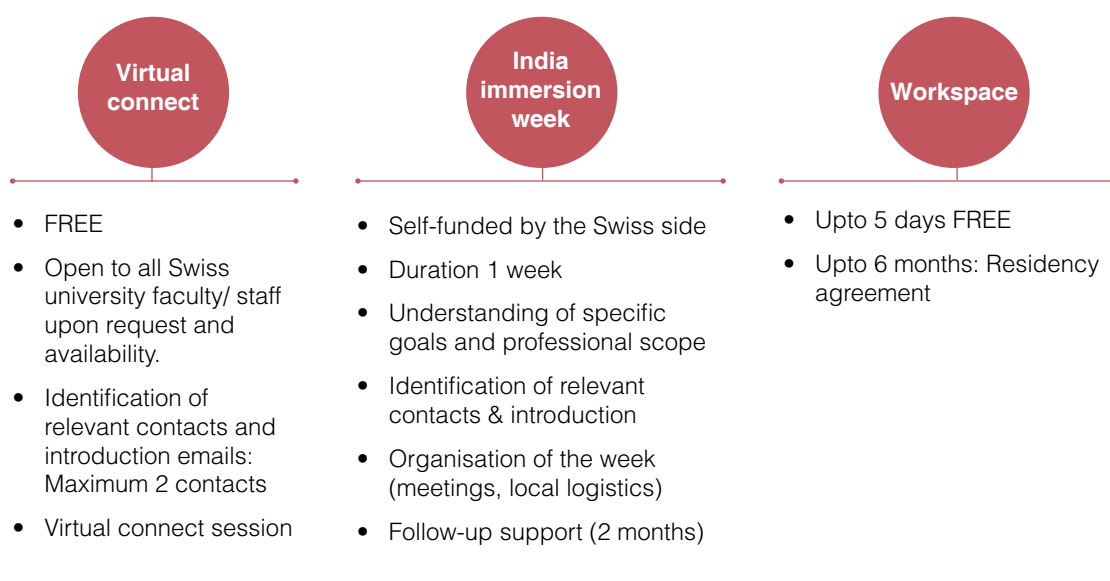 Virtual
connect
FREE
Open to all Swiss
university faculty/ staff
upon request and
availability.
Identification of
relevant contacts and
introduction emails:
Maximum 2 contacts
Virtual connect session
India
immersion
week
Self-funded by the Swiss side
Duration 1 week
Understanding of specific
goals and professional scope
Identification of relevant
contacts & introduction
Organisation of the week
(meetings, local logistics)
Follow-up support (2 months)
Workspace
Upto 5 days FREE
Upto 6 months: Residency
agreement